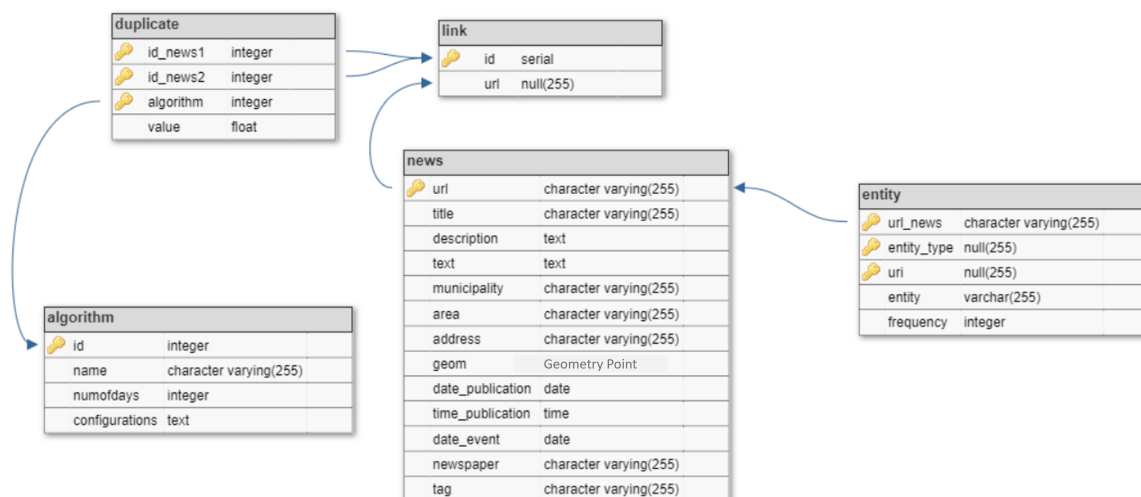 duplicate
id_news1 integer
id_news2 integer
algorithm integer
value float
link
id serial
url null(255)
news
url character varying(255)
title character varying(255)
description text
text text
municipality character varying(255)
area character varying(255)
address character varying(255)
geom Geometry Point
date_publication date
time_publication time
date_event date
newspaper character varying(255)
tag character varying(255)
entity
url_news character varying(255)
entity_type null(255)
uri null(255)
entity varchar(255)
frequency integer
algorithm
id integer
name character varying(255)
numofdays integer
configurations text